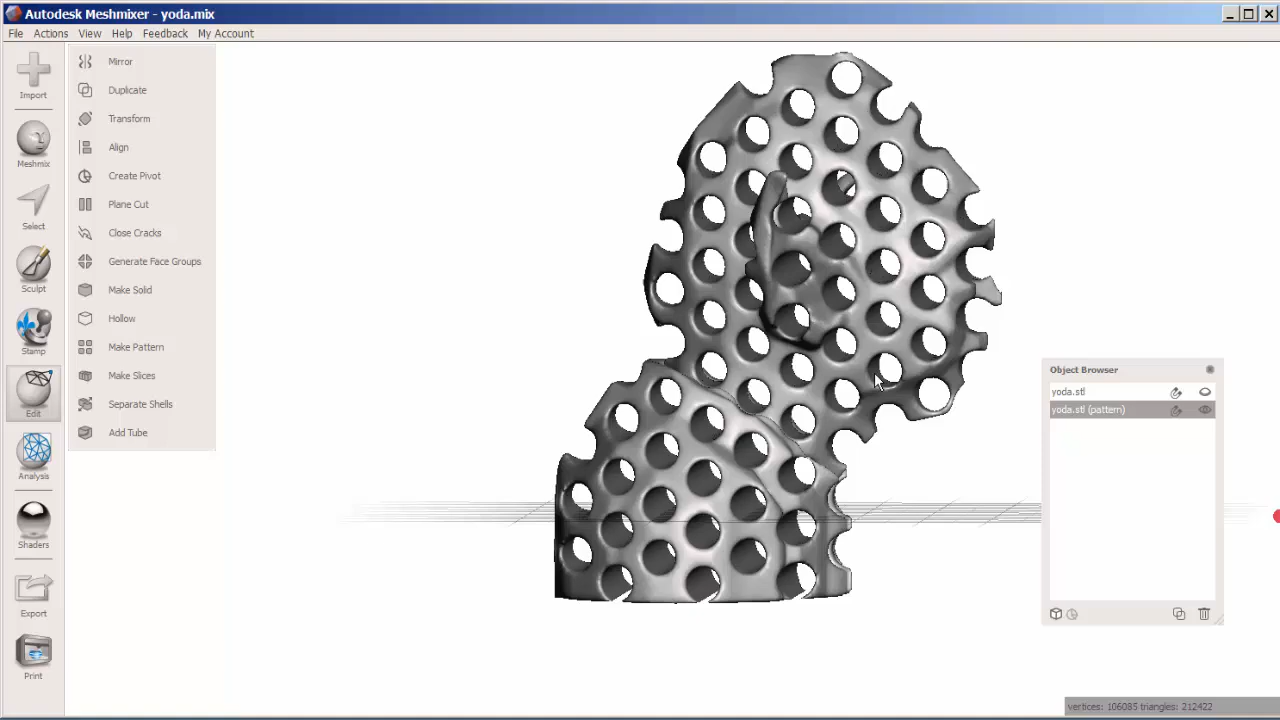 Autodesk Meshmixer - yoda.mix
File Actions View Help Feedback My Account
Import
Meshmix
Select
Sculpt
Stamp
Edit
Analysis
Shaders
Export
Print
Mirror
Duplicate
Transform
Align
Create Pivot
Plane Cut
Close Cracks
Generate Face Groups
Make Solid
Hollow
Make Pattern
Make Slices
Separate Shells
Add Tube
Object Browser
yoda.stl
yoda.stl (pattern)
vertices: 106085 triangles: 212422